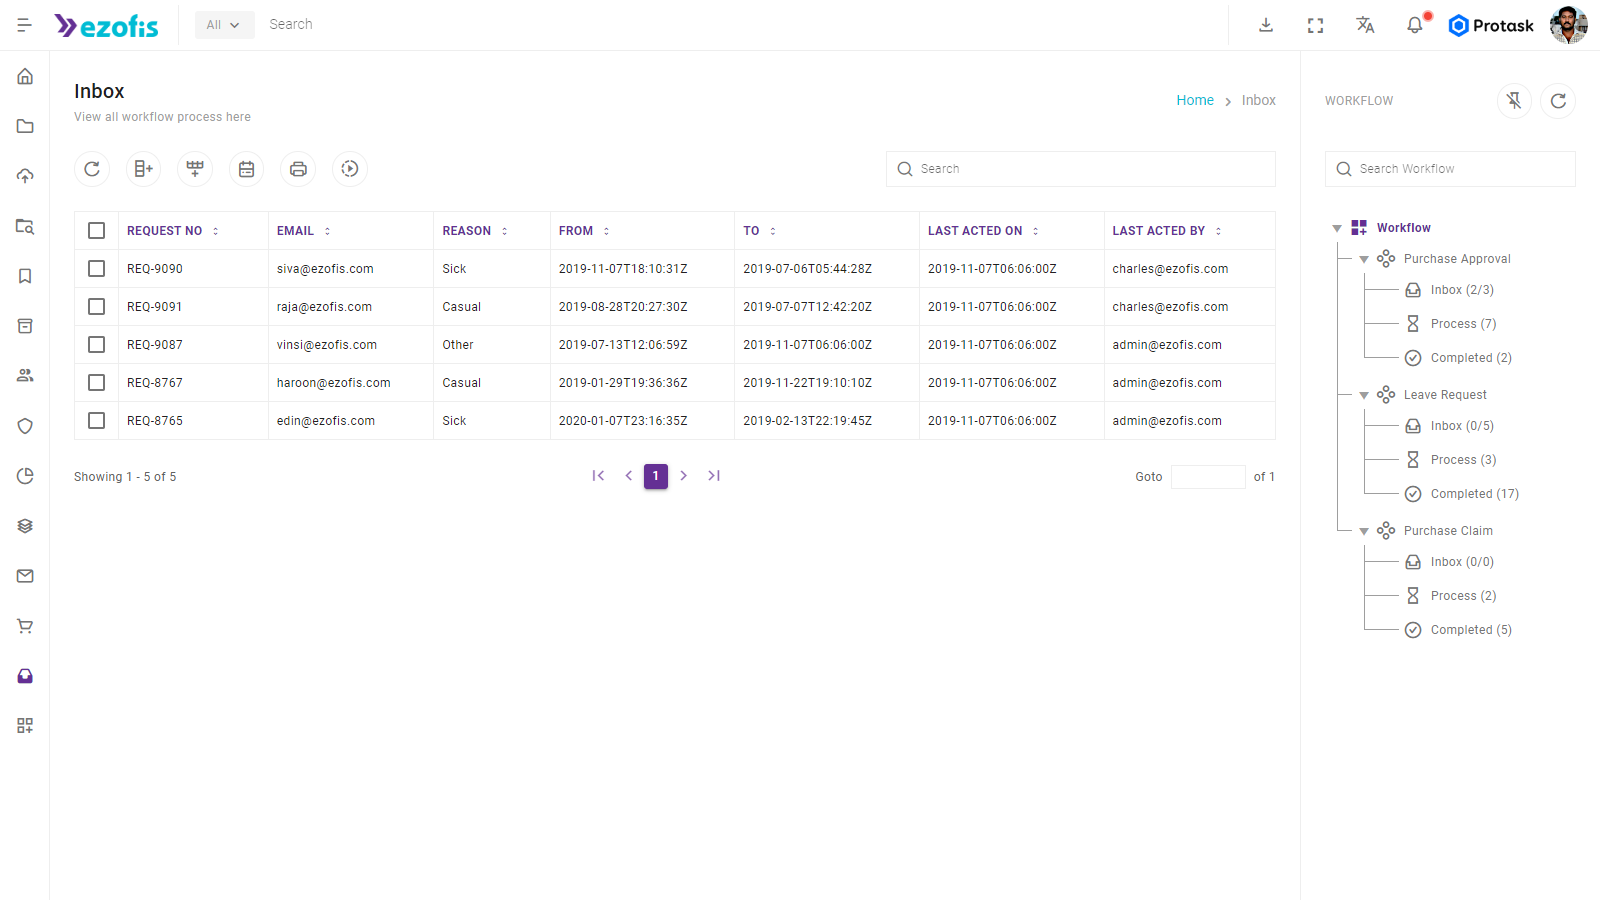 ezofis
All
Search
Protask
Inbox
View all workflow process here
Home
Inbox
Search
REQUEST NO EMAIL REASON FROM TO LAST ACTED ON LAST ACTED BY
REQ-9090 siva@ezofis.com Sick 2019-11-07T18:10:31Z 2019-07-06T05:44:28Z 2019-11-07T06:06:00Z charles@ezofis.com
REQ-9091 raja@ezofis.com Casual 2019-08-28T20:27:30Z 2019-07-07T12:42:20Z 2019-11-07T06:06:00Z charles@ezofis.com
REQ-9087 vinsi@ezofis.com Other 2019-07-13T12:06:59Z 2019-11-07T06:06:00Z 2019-11-07T06:06:00Z admin@ezofis.com
REQ-8767 haroon@ezofis.com Casual 2019-01-29T19:36:36Z 2019-11-22T19:10:10Z 2019-11-07T06:06:00Z admin@ezofis.com
REQ-8765 edin@ezofis.com Sick 2020-01-07T23:16:35Z 2019-02-13T22:19:45Z 2019-11-07T06:06:00Z admin@ezofis.com
Showing 1 - 5 of 5
1
Goto of 1
WORKFLOW
Search Workflow
Workflow
Purchase Approval
Inbox (2/3)
Process (7)
Completed (2)
Leave Request
Inbox (0/5)
Process (3)
Completed (17)
Purchase Claim
Inbox (0/0)
Process (2)
Completed (5)